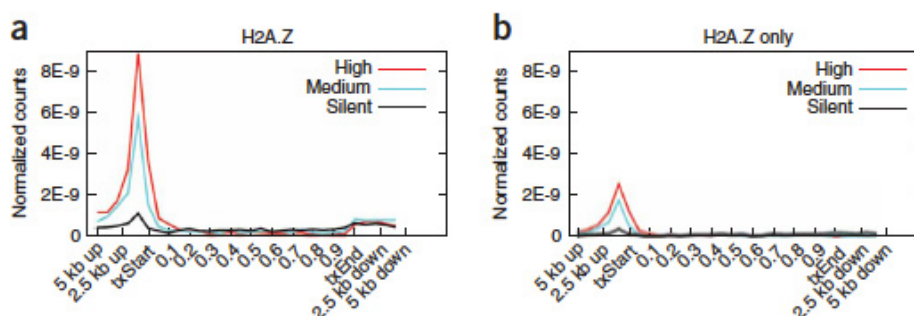 a
H2A.Z
Normalized counts
8E-9
6E-9
4E-9
2E-9
0
High
Medium
Silent
5 kb up
2.5 kb up
txStart
0.1
0.2
0.3
0.4
0.5
0.6
0.7
0.8
0.9
txEnd
2.5 kb down
5 kb down
b
H2A.Z only
Normalized counts
8E-9
6E-9
4E-9
2E-9
0
High
Medium
Silent
5 kb up
2.5 kb up
txStart
0.1
0.2
0.3
0.4
0.5
0.6
0.7
0.8
0.9
txEnd
2.5 kb down
5 kb down